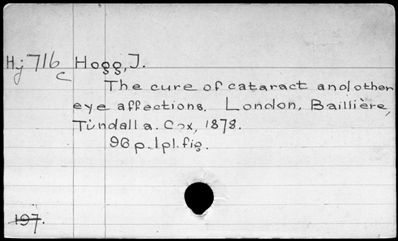 Hj716c Hogg, J.
The cure of cataract and other
eye affections. London, Baillière,
Tindall a. Cox, 1878.
96 p. 1 pl. fig.
197.